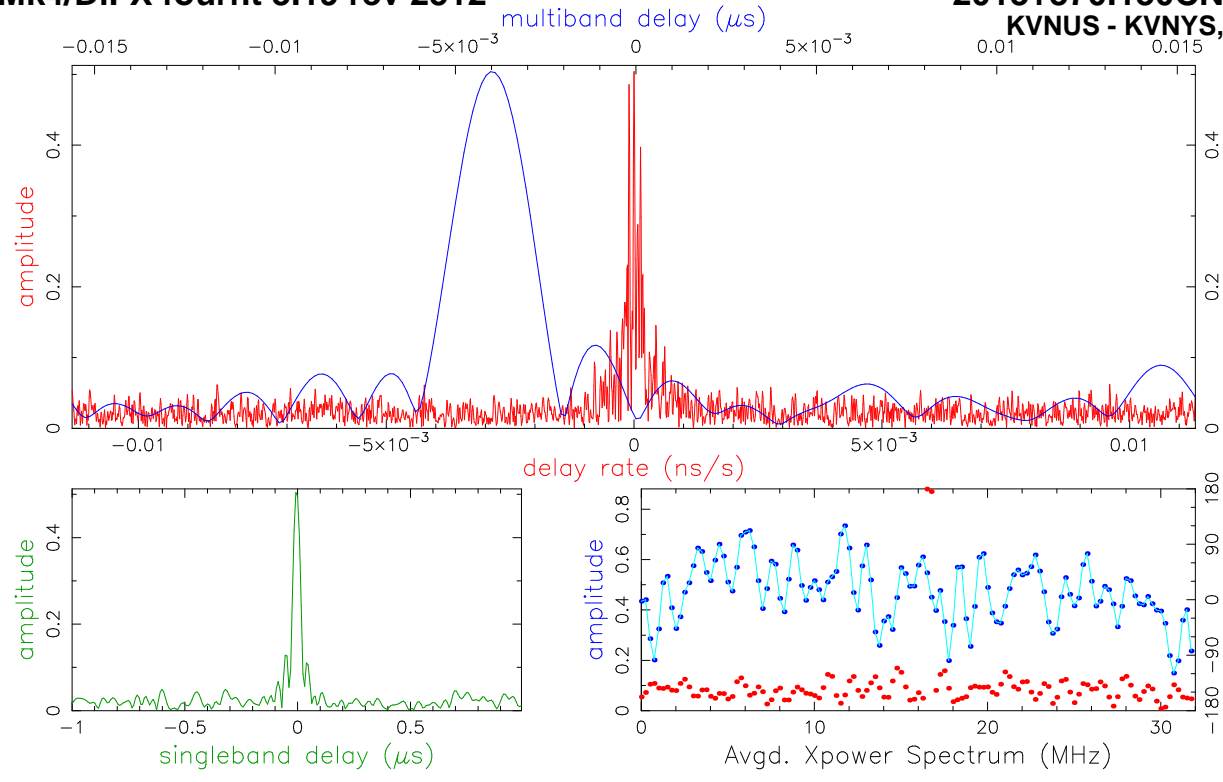 multiband delay (μs)
KVNUS - KVNYS,
−0.015 −0.01 −5×10⁻³ 0 5×10⁻³ 0.01 0.015
amplitude
0 0.2 0.4
0 0.2 0.4
−0.01 −5×10⁻³ 0 5×10⁻³ 0.01
delay rate (ns/s)
amplitude
0 0.2 0.4
−1 −0.5 0 0.5
singleband delay (μs)
amplitude
0 0.2 0.4 0.6 0.8
−180 −90 0 90 180
0 10 20 30
Avgd. Xpower Spectrum (MHz)